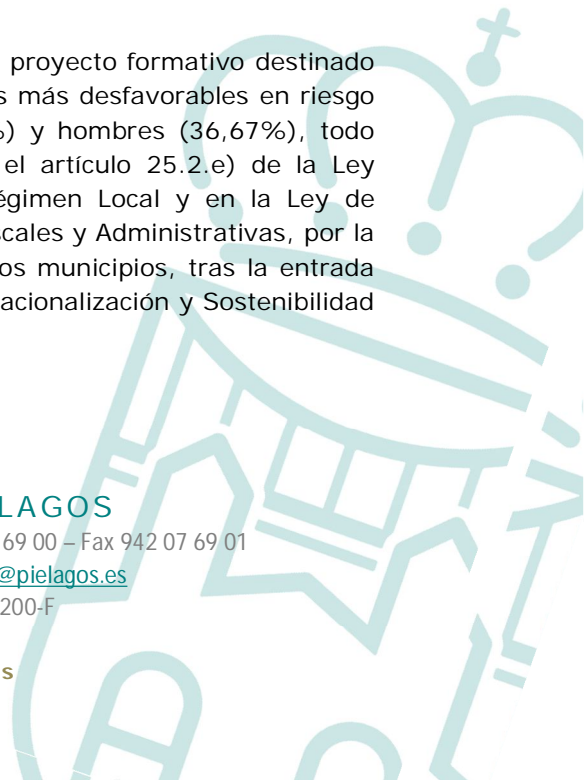 proyecto formativo destinado
s más desfavorables en riesgo
%) y hombres (36,67%), todo
el artículo 25.2.e) de la Ley
égimen Local y en la Ley de
scales y Administrativas, por la
os municipios, tras la entrada
acionalización y Sostenibilidad
LAGOS
69 00 – Fax 942 07 69 01
@pielagos.es
200-F
s